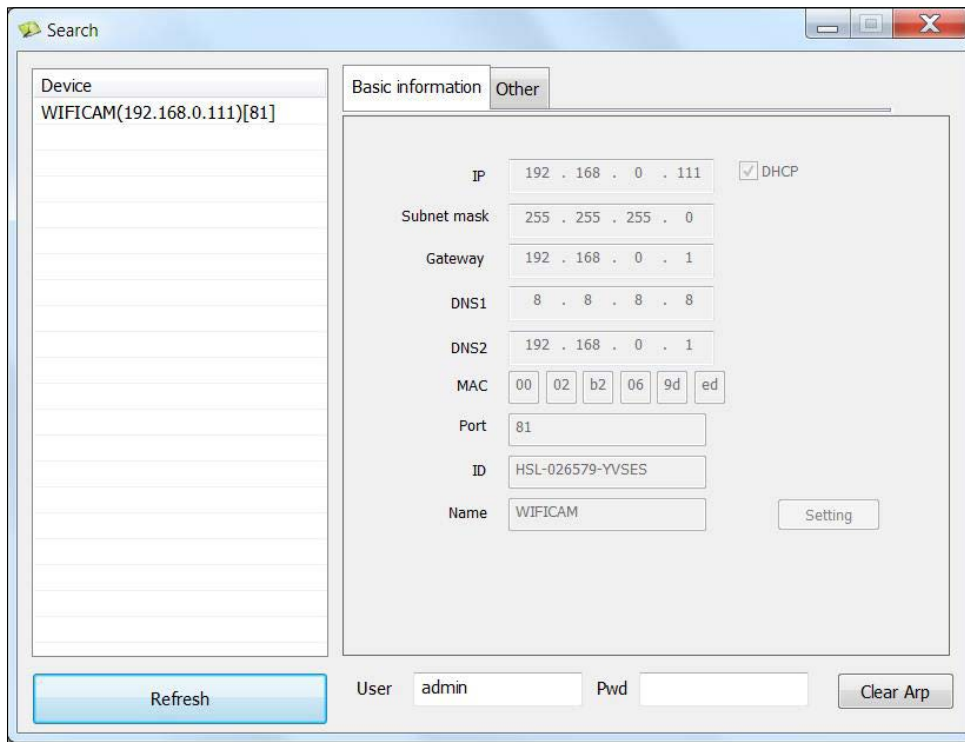 Search
Device
WIFICAM(192.168.0.111)[81]
Basic information Other
IP 192 . 168 . 0 . 111 DHCP
Subnet mask 255 . 255 . 255 . 0
Gateway 192 . 168 . 0 . 1
DNS1 8 . 8 . 8 . 8
DNS2 192 . 168 . 0 . 1
MAC 00 02 b2 06 9d ed
Port 81
ID HSL-026579-YVSES
Name WIFICAM Setting
Refresh User admin Pwd Clear Arp